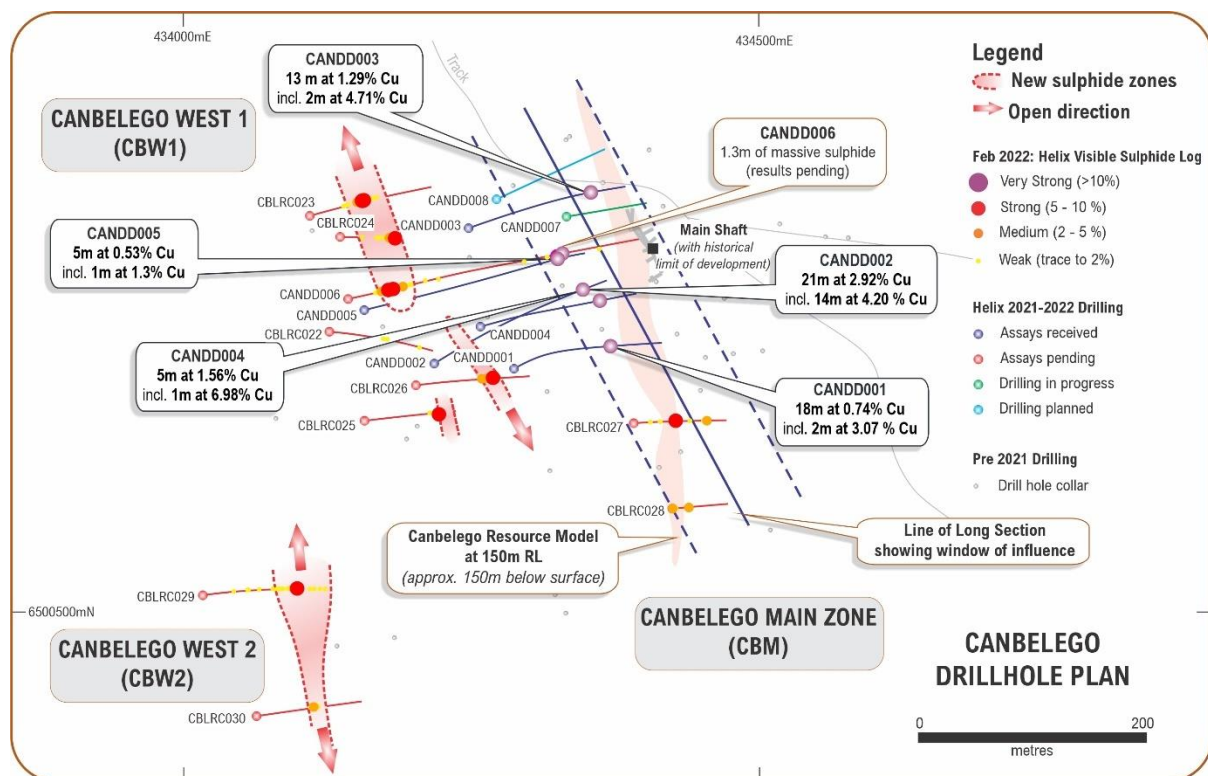 434000mE
434500mE
CANDD003
13 m at 1.29% Cu
incl. 2m at 4.71% Cu
Track
Legend
New sulphide zones
Open direction
CANBELEGO WEST 1
(CBW1)
CANDD006
1.3m of massive sulphide
(results pending)
Feb 2022: Helix Visible Sulphide Log
Very Strong (>10%)
Strong (5 - 10 %)
Medium (2 - 5 %)
Weak (trace to 2%)
CBLRC023
CBLRC024
CANDD008
CANDD003
CANDD007
Main Shaft
(with historical
limit of development)
CANDD005
5m at 0.53% Cu
incl. 1m at 1.3% Cu
CANDD002
21m at 2.92% Cu
incl. 14m at 4.20 % Cu
CANDD006
CANDD005
CBLRC022
CANDD004
CANDD002
CANDD001
Helix 2021-2022 Drilling
Assays received
Assays pending
Drilling in progress
Drilling planned
CANDD004
5m at 1.56% Cu
incl. 1m at 6.98% Cu
CBLRC026
CBLRC025
CANDD001
18m at 0.74% Cu
incl. 2m at 3.07 % Cu
CBLRC027
Pre 2021 Drilling
Drill hole collar
CBLRC028
Canbelego Resource Model
at 150m RL
(approx. 150m below surface)
Line of Long Section
showing window of influence
CBLRC029
6500500mN
CANBELEGO WEST 2
(CBW2)
CANBELEGO MAIN ZONE
(CBM)
CANBELEGO
DRILLHOLE PLAN
CBLRC030
0
200
metres